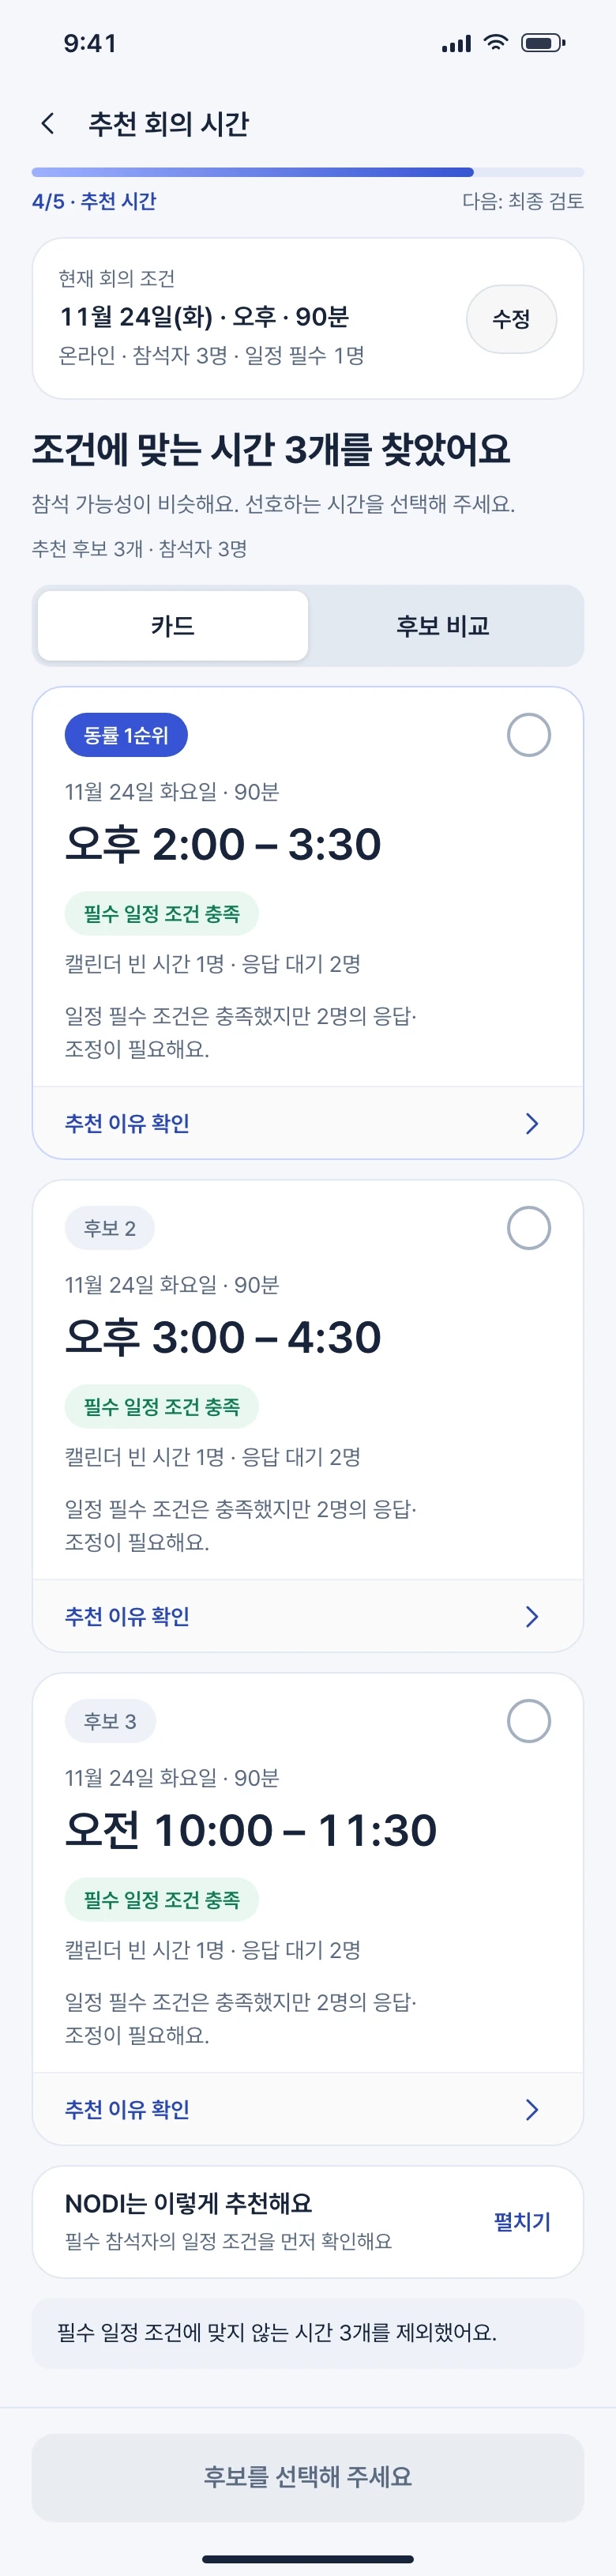 9:41
추천 회의 시간
4/5 · 추천 시간
다음: 최종 검토
현재 회의 조건
11월 24일(화) · 오후 · 90분
온라인 · 참석자 3명 · 일정 필수 1명
수정
조건에 맞는 시간 3개를 찾았어요
참석 가능성이 비슷해요. 선호하는 시간을 선택해 주세요.
추천 후보 3개 · 참석자 3명
카드
후보 비교
동률 1순위
11월 24일 화요일 · 90분
오후 2:00 – 3:30
필수 일정 조건 충족
캘린더 빈 시간 1명 · 응답 대기 2명
일정 필수 조건은 충족했지만 2명의 응답·
조정이 필요해요.
추천 이유 확인
후보 2
11월 24일 화요일 · 90분
오후 3:00 – 4:30
필수 일정 조건 충족
캘린더 빈 시간 1명 · 응답 대기 2명
일정 필수 조건은 충족했지만 2명의 응답·
조정이 필요해요.
추천 이유 확인
후보 3
11월 24일 화요일 · 90분
오전 10:00 – 11:30
필수 일정 조건 충족
캘린더 빈 시간 1명 · 응답 대기 2명
일정 필수 조건은 충족했지만 2명의 응답·
조정이 필요해요.
추천 이유 확인
NODI는 이렇게 추천해요
필수 참석자의 일정 조건을 먼저 확인해요
펼치기
필수 일정 조건에 맞지 않는 시간 3개를 제외했어요.
후보를 선택해 주세요